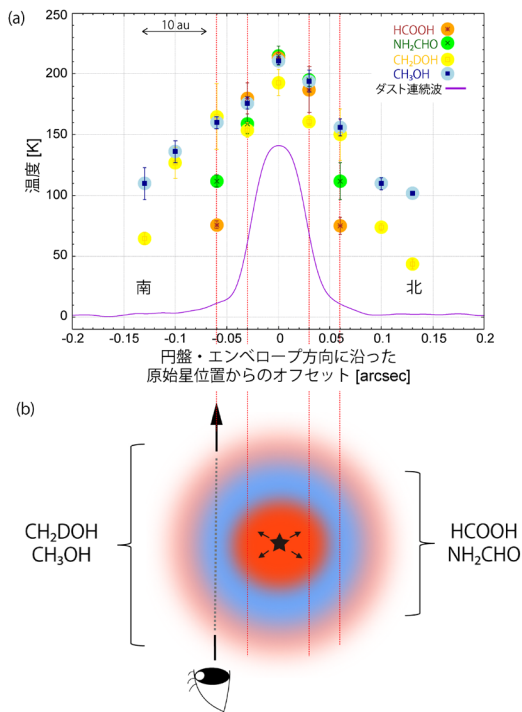 (a)
10 au
HCOOH
NH₂CHO
CH₂DOH
CH₃OH
ダスト連続波
温度 [K]
250
200
150
100
50
0
南
北
-0.2
-0.15
-0.1
-0.05
0
0.05
0.1
0.15
0.2
円盤・エンベロープ方向に沿った
原始星位置からのオフセット [arcsec]
(b)
CH₂DOH
CH₃OH
HCOOH
NH₂CHO